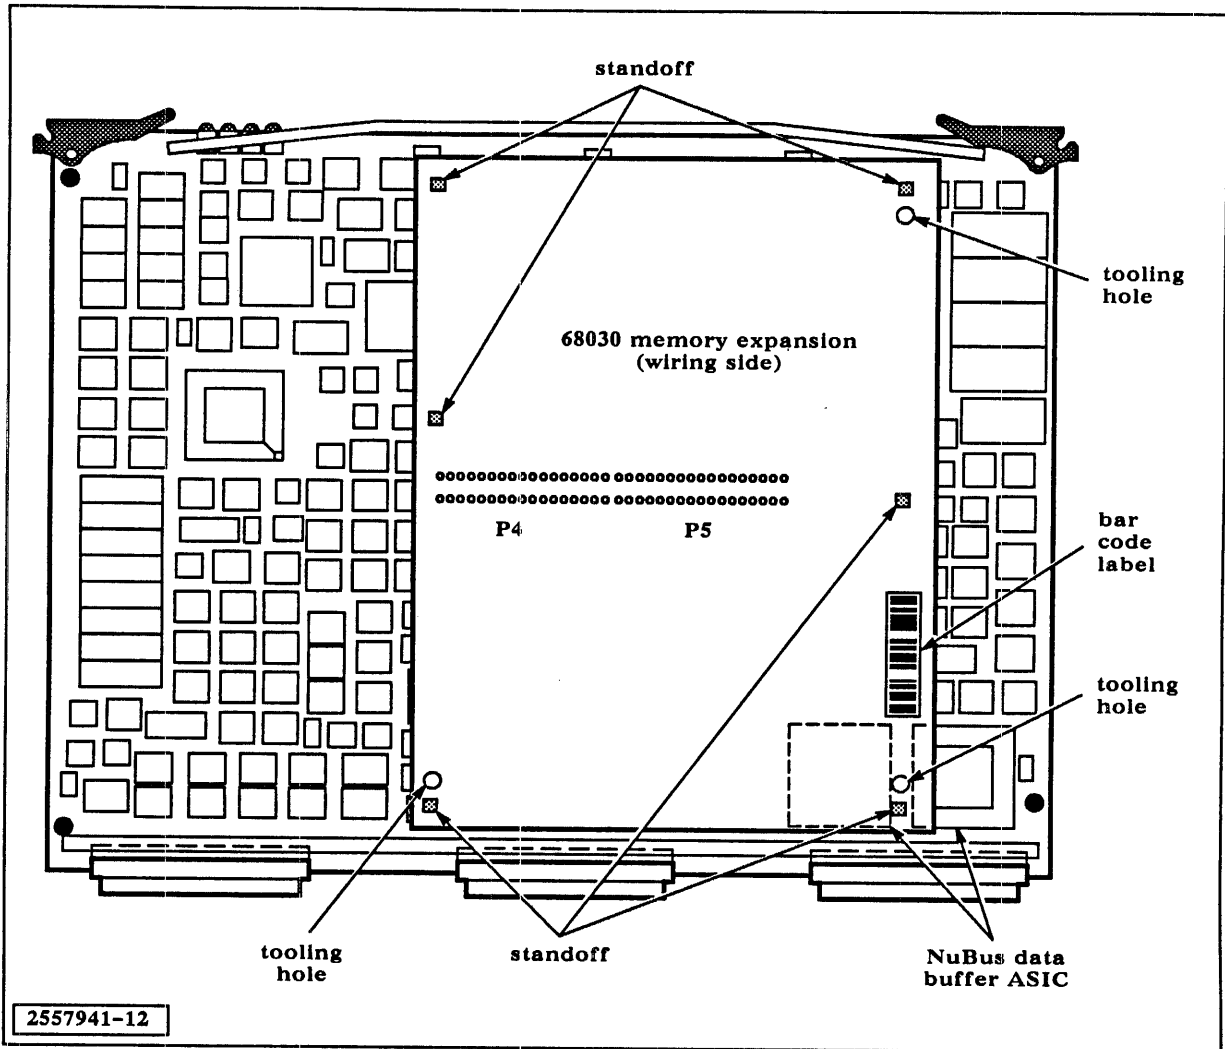 standoff
tooling
hole
68030 memory expansion
(wiring side)
P4
P5
bar
code
label
tooling
hole
tooling
hole
standoff
NuBus data
buffer ASIC
2557941-12